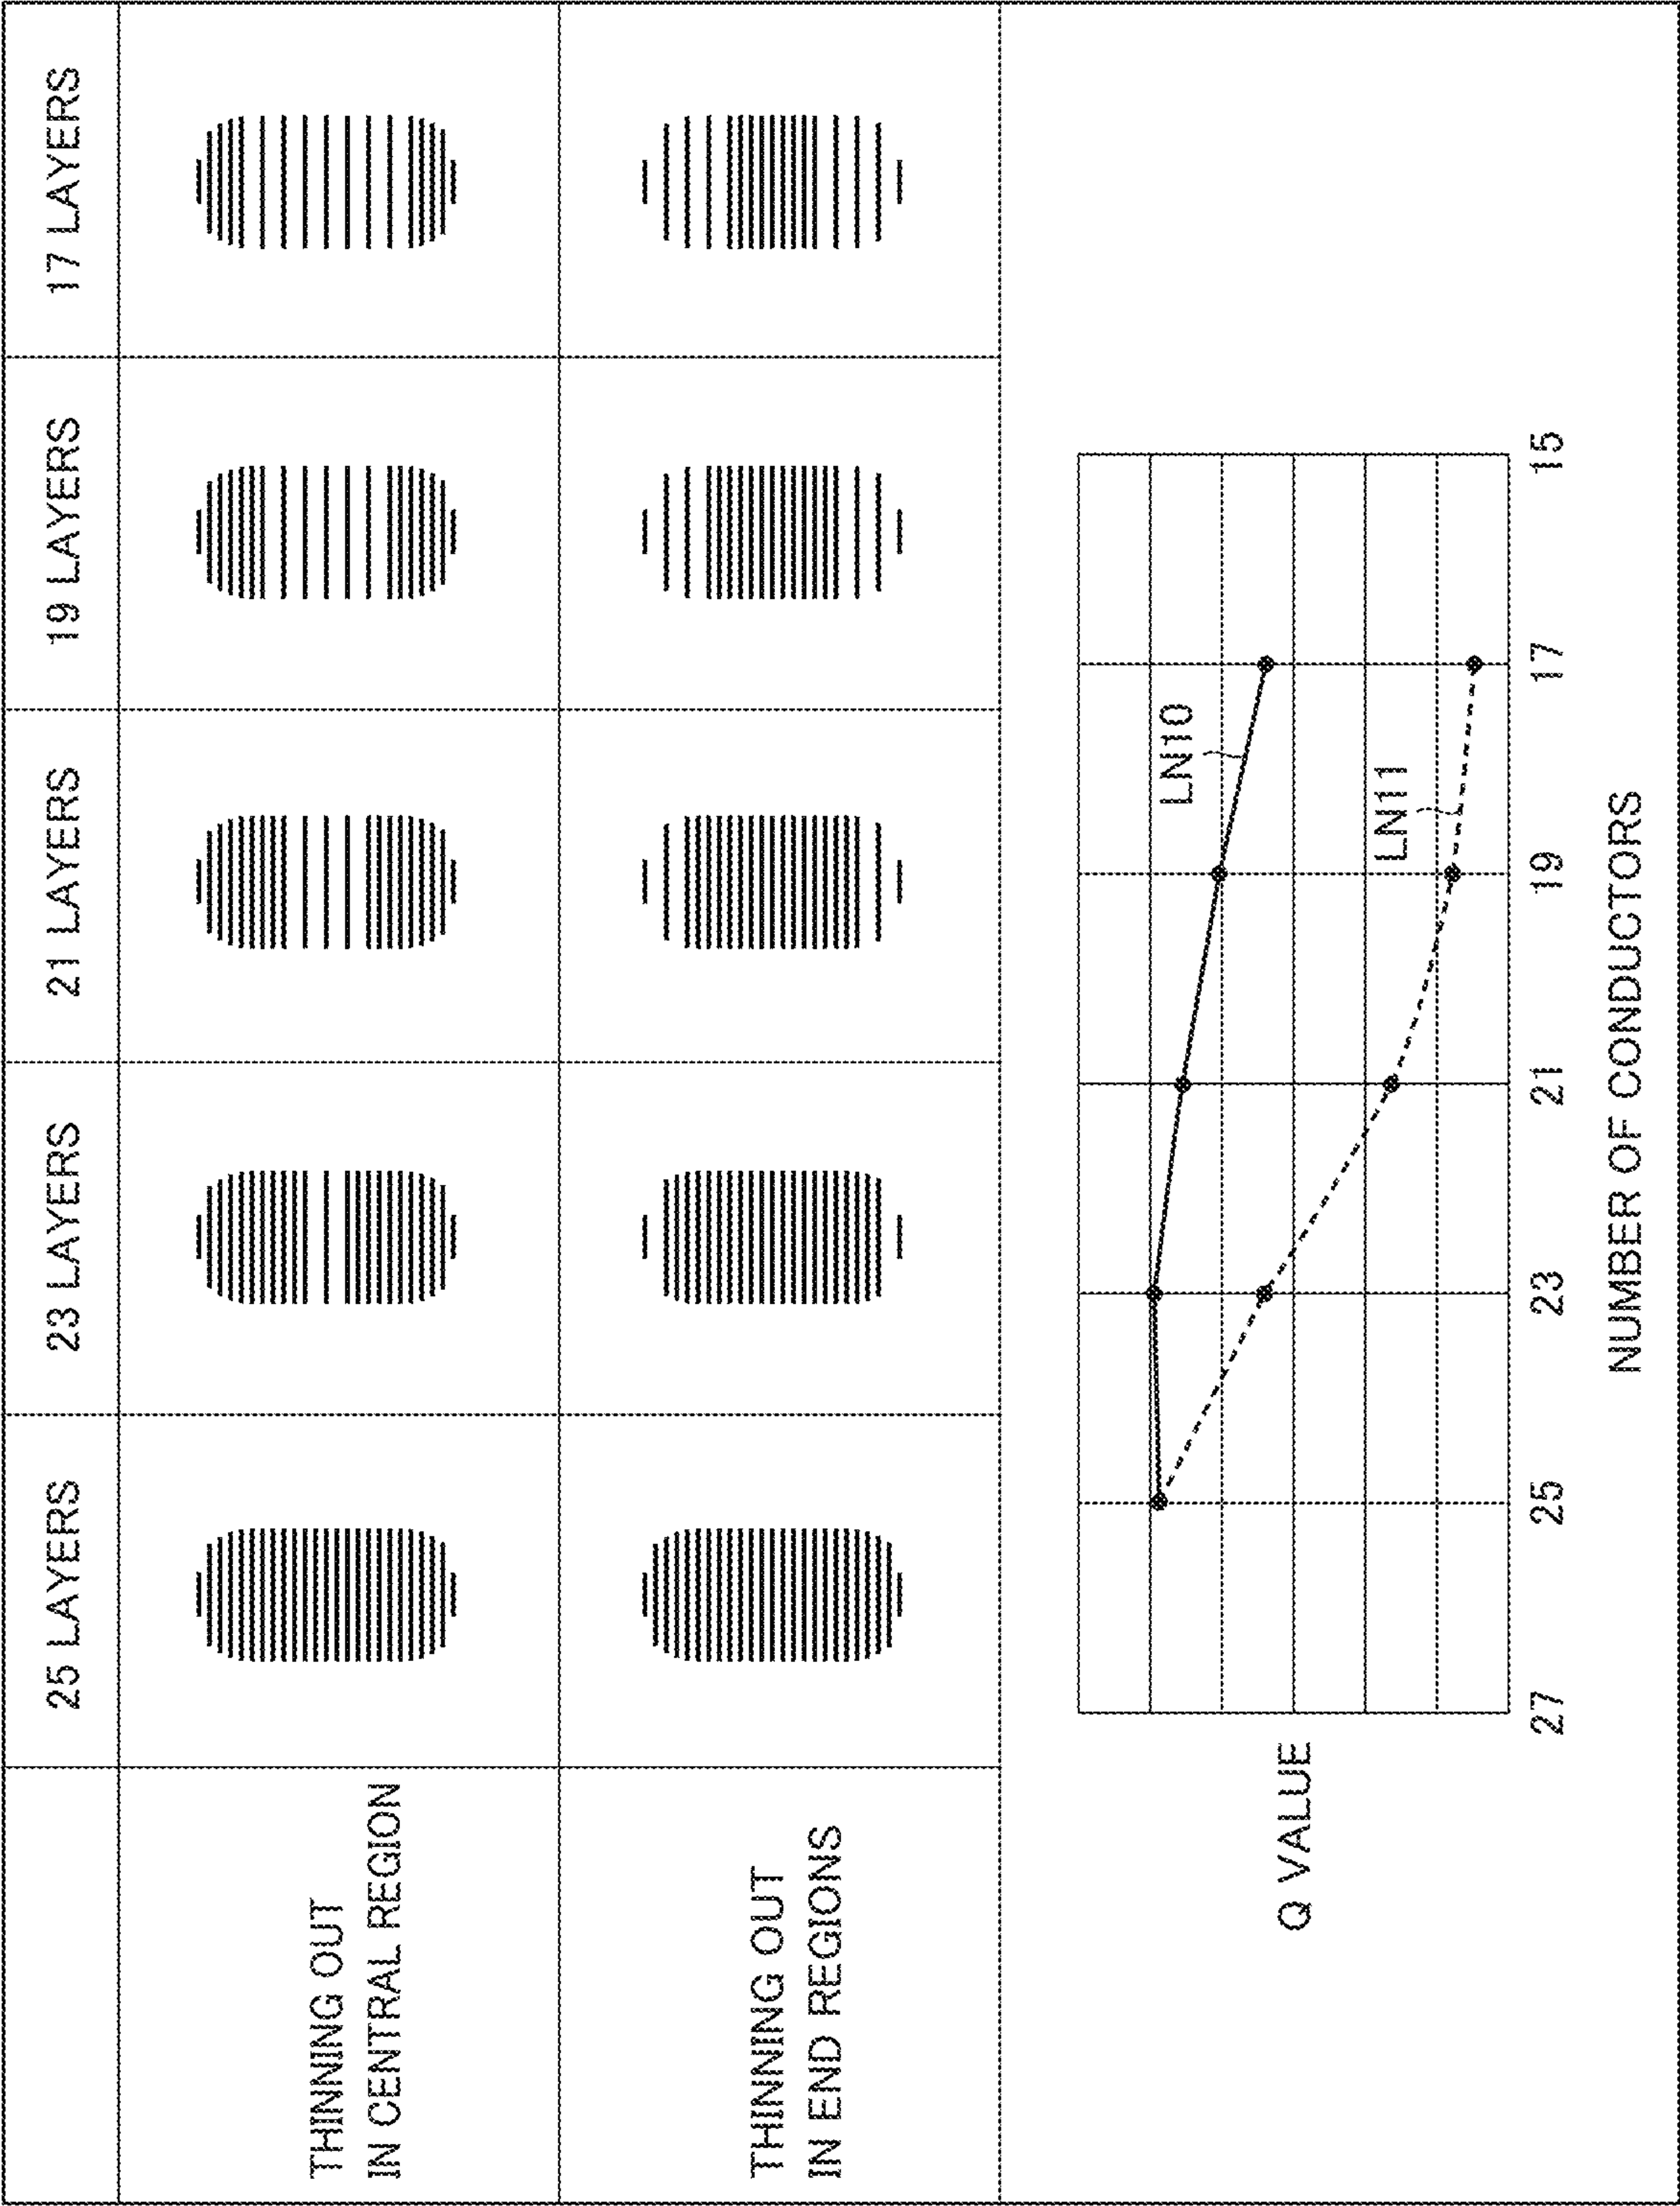 25 LAYERS
23 LAYERS
21 LAYERS
19 LAYERS
17 LAYERS
THINNING OUT
IN CENTRAL REGION
THINNING OUT
IN END REGIONS
Q VALUE
LN10
LN11
27
25
23
21
19
17
15
NUMBER OF CONDUCTORS